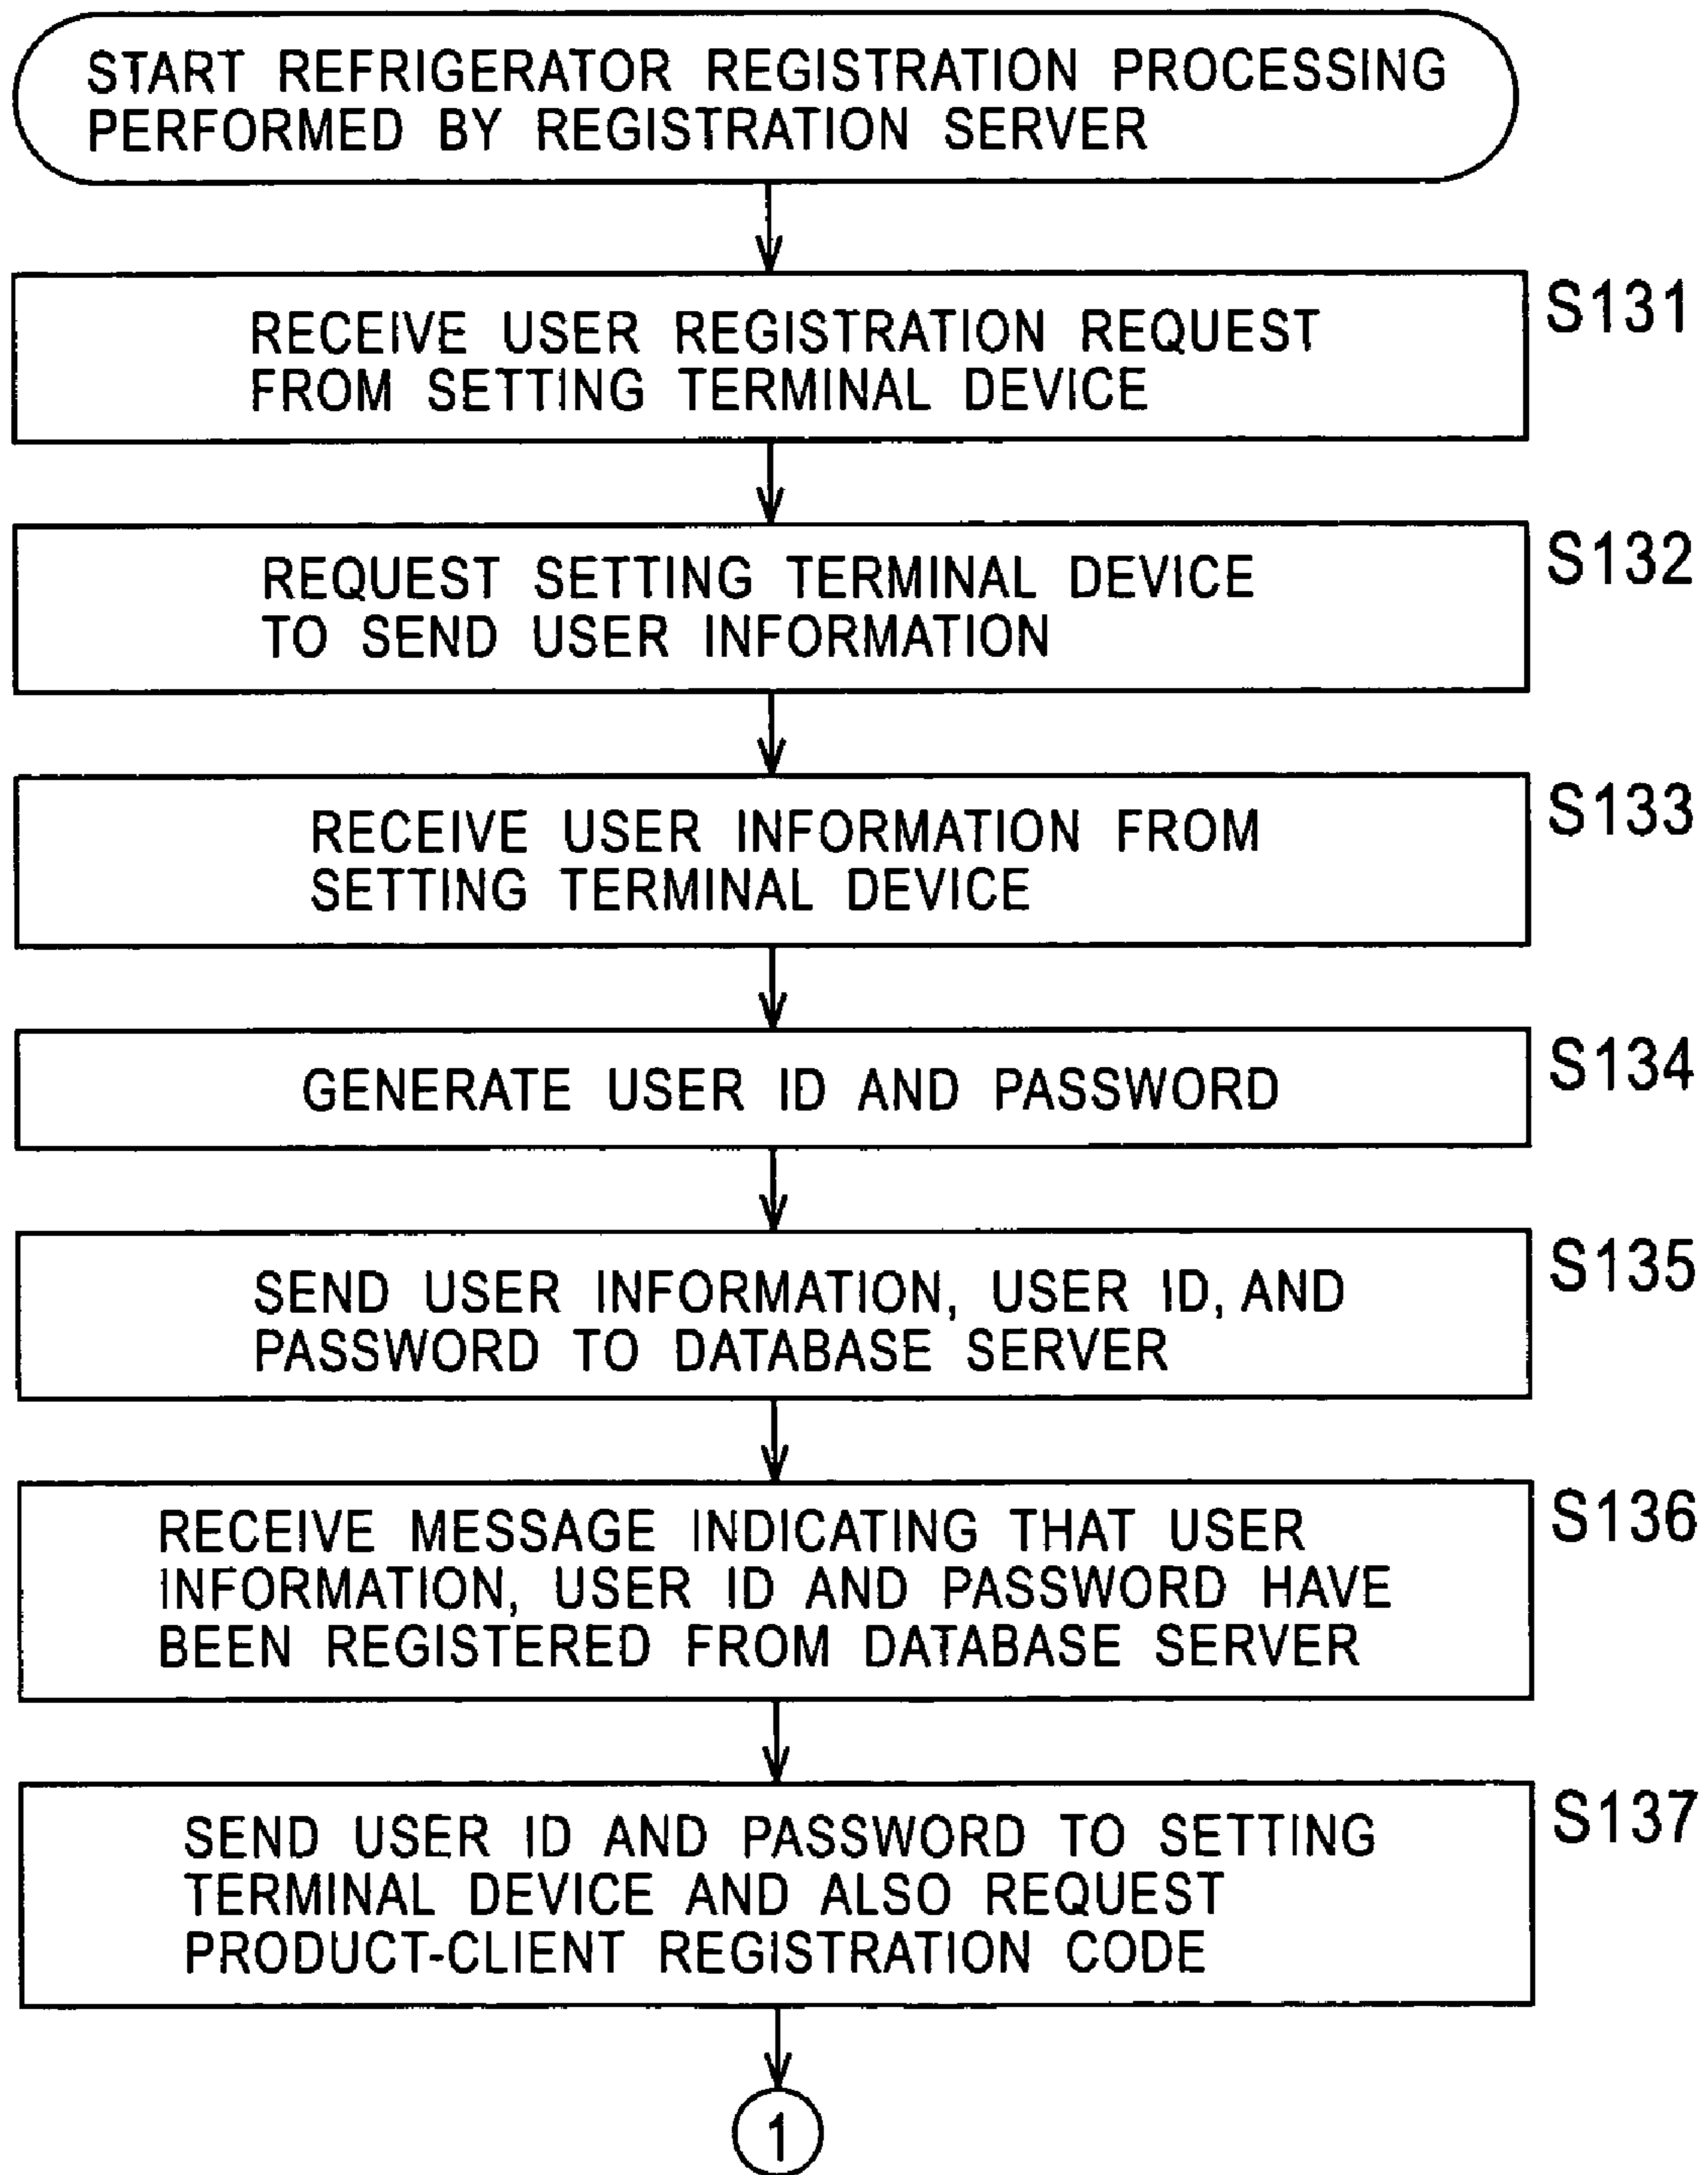 START REFRIGERATOR REGISTRATION PROCESSING
PERFORMED BY REGISTRATION SERVER
RECEIVE USER REGISTRATION REQUEST
FROM SETTING TERMINAL DEVICE
S131
REQUEST SETTING TERMINAL DEVICE
TO SEND USER INFORMATION
S132
RECEIVE USER INFORMATION FROM
SETTING TERMINAL DEVICE
S133
GENERATE USER ID AND PASSWORD
S134
SEND USER INFORMATION, USER ID, AND
PASSWORD TO DATABASE SERVER
S135
RECEIVE MESSAGE INDICATING THAT USER
INFORMATION, USER ID AND PASSWORD HAVE
BEEN REGISTERED FROM DATABASE SERVER
S136
SEND USER ID AND PASSWORD TO SETTING
TERMINAL DEVICE AND ALSO REQUEST
PRODUCT-CLIENT REGISTRATION CODE
S137
1